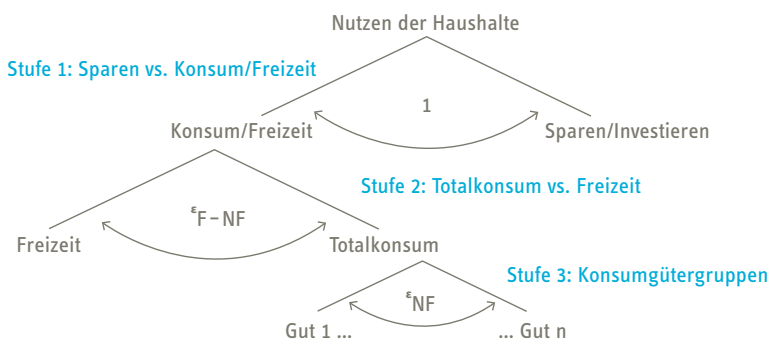 Nutzen der Haushalte
Stufe 1: Sparen vs. Konsum/Freizeit
1
Konsum/Freizeit
Sparen/Investieren
Stufe 2: Totalkonsum vs. Freizeit
εF–NF
Freizeit
Totalkonsum
Stufe 3: Konsumgütergruppen
εNF
Gut 1 ...
... Gut n